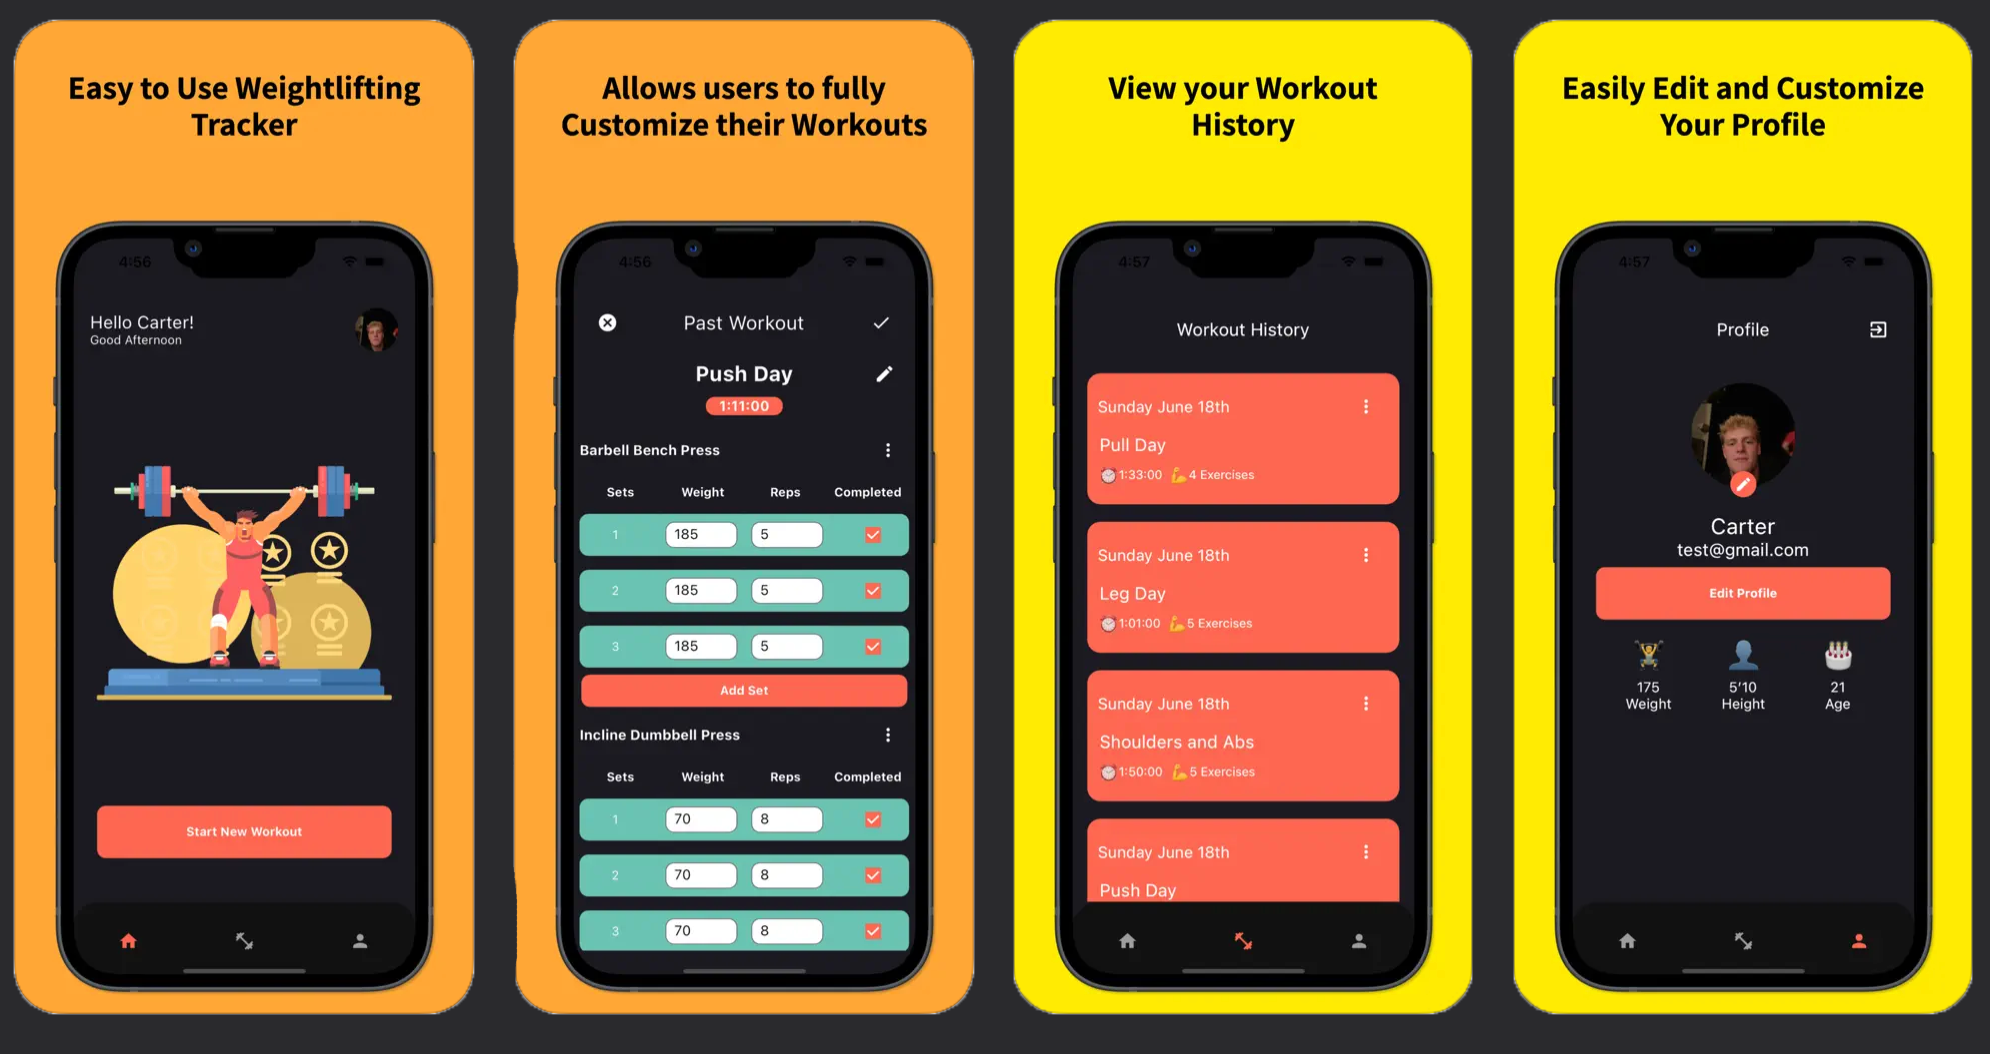 Easy to Use Weightlifting
Tracker
4:56
Hello Carter!
Good Afternoon
Start New Workout
Allows users to fully
Customize their Workouts
4:56
Past Workout
Push Day
1:11:00
Barbell Bench Press
Sets Weight Reps Completed
1 185 5
2 185 5
3 185 5
Add Set
Incline Dumbbell Press
Sets Weight Reps Completed
1 70 8
2 70 8
3 70 8
View your Workout
History
4:57
Workout History
Sunday June 18th
Pull Day
1:33:00 4 Exercises
Sunday June 18th
Leg Day
1:01:00 5 Exercises
Sunday June 18th
Shoulders and Abs
1:50:00 5 Exercises
Sunday June 18th
Push Day
Easily Edit and Customize
Your Profile
4:57
Profile
Carter
test@gmail.com
Edit Profile
175 5'10 21
Weight Height Age